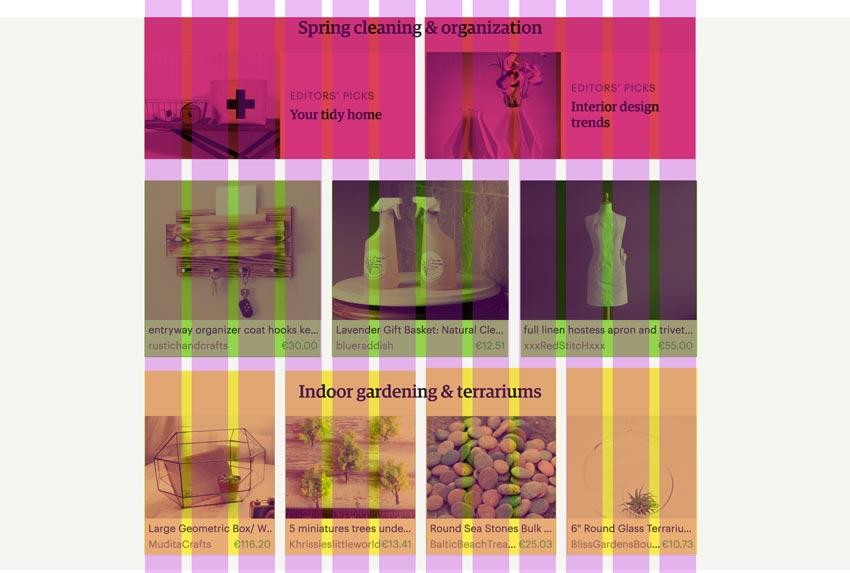 Spring cleaning & organization
EDITORS' PICKS
Your tidy home
EDITORS' PICKS
Interior design
trends
entryway organizer coat hooks ke...
rustichandcrafts €30.00
Lavender Gift Basket: Natural Cle...
blueraddish €12.51
full linen hostess apron and trivet...
xxxRedStitcHxxx €55.00
Indoor gardening & terrariums
Large Geometric Box/ W..
MuditaCrafts €116.20
5 miniatures trees unde...
Khrissieslittleworld €13.41
Round Sea Stones Bulk ...
BalticBeachTrea... €25.03
6" Round Glass Terrariu...
BlissGardensBou... €10.73